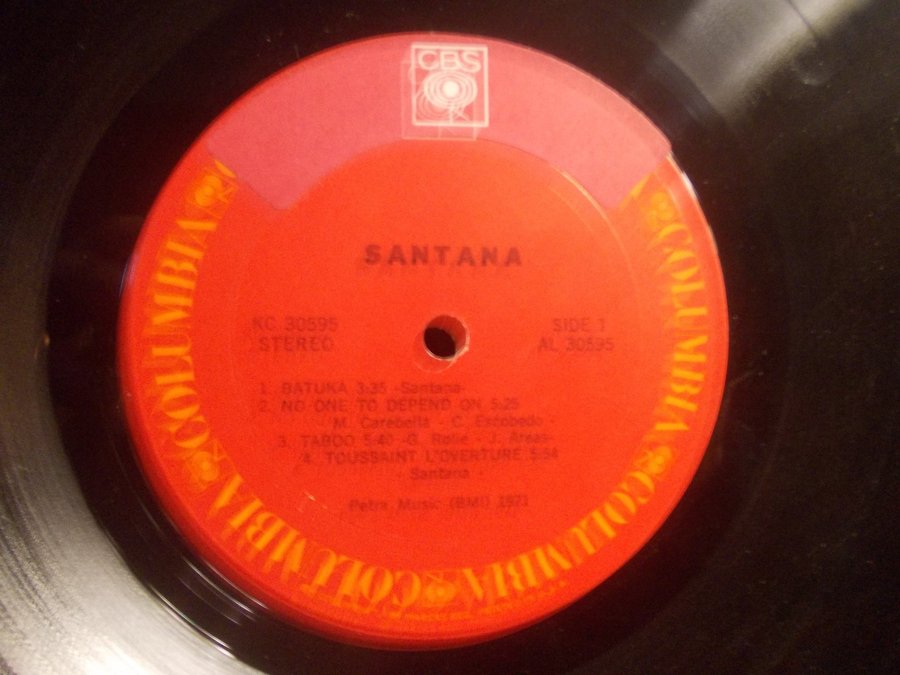 CBS
SANTANA
KC 30595
STEREO
SIDE 1
AL 30595
1. BATUKA 3:35 -Santana-
2. NO ONE TO DEPEND ON 5:25
M. Carabello - C. Escobedo -
3. TABOO 5:40 -G. Rolie - J. Areas-
4. TOUSSAINT L'OVERTURE 5:54
- Santana -
Petra Music (BMI) 1971
COLUMBIA COLUMBIA COLUMBIA COLUMBIA COLUMBIA COLUMBIA